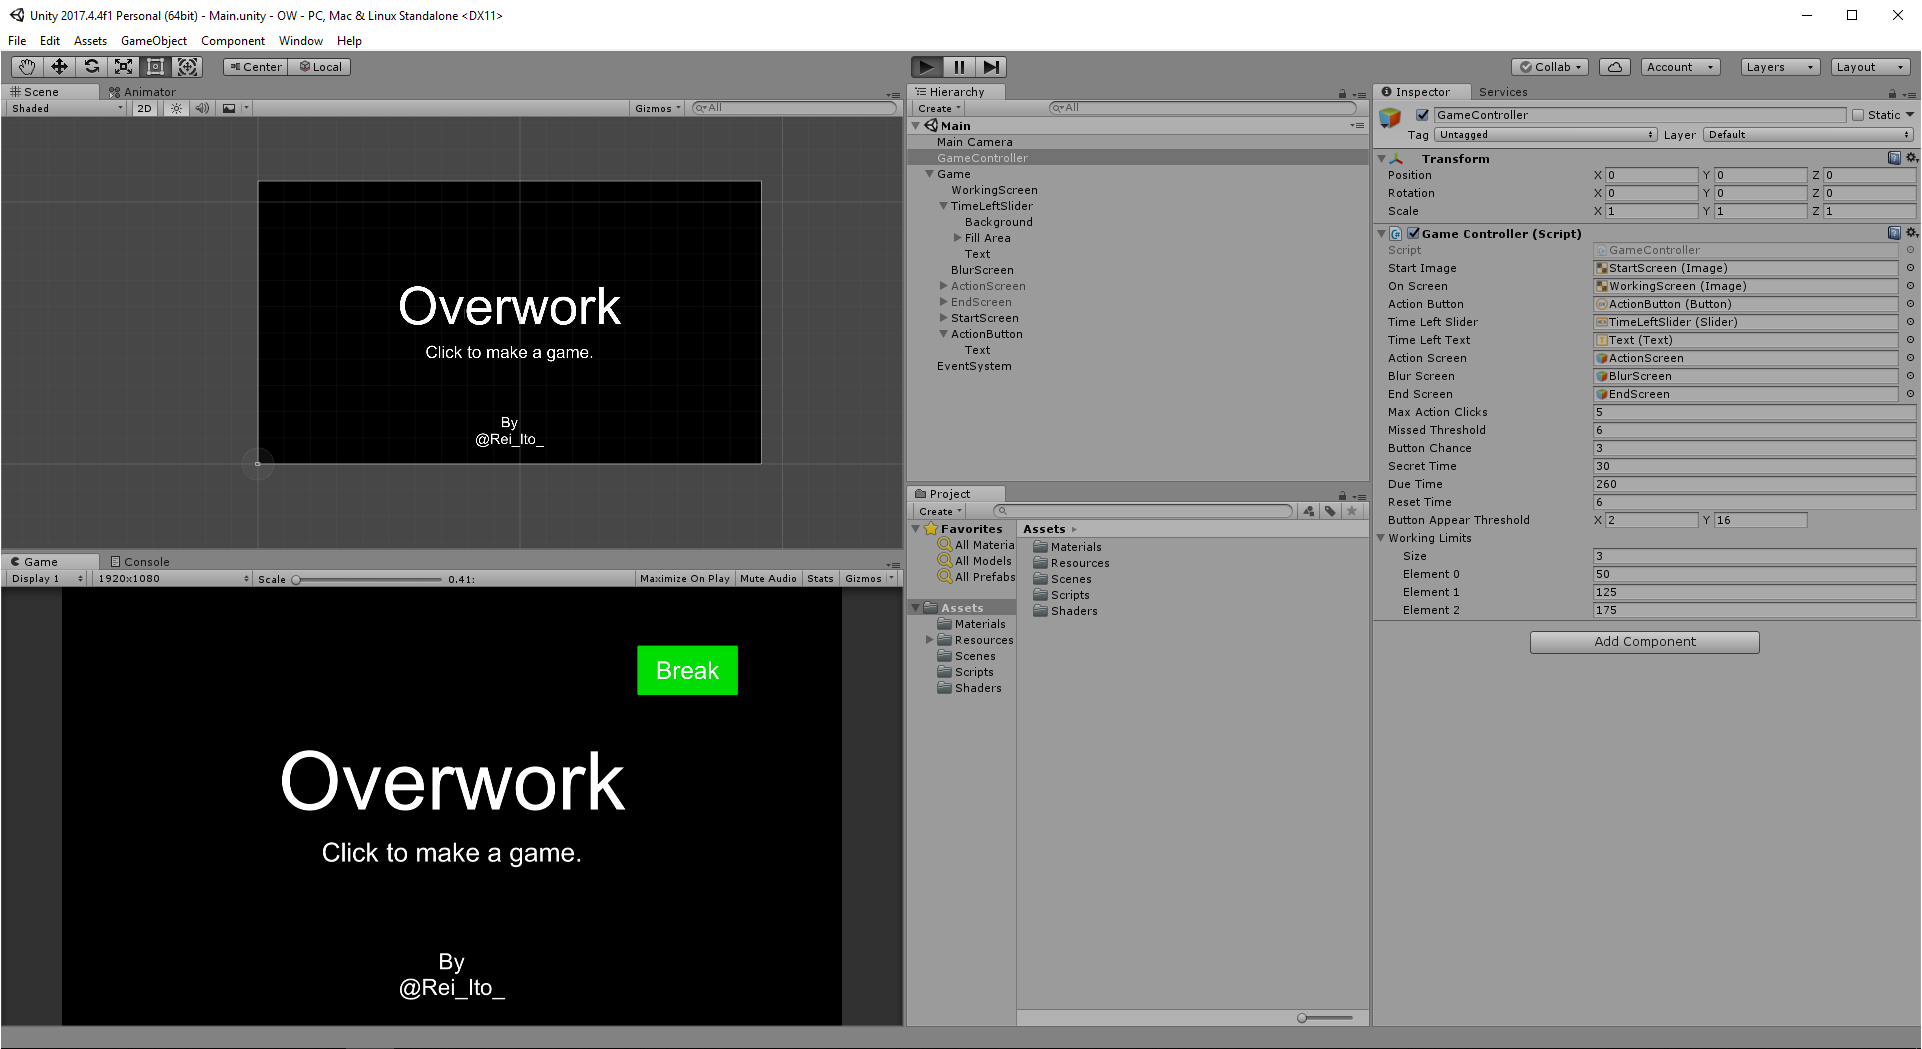 Unity 2017.4.4f1 Personal (64bit) - Main.unity - OW - PC, Mac & Linux Standalone <DX11>
File Edit Assets GameObject Component Window Help
Center Local
Collab Account Layers Layout
Scene Animator
Shaded 2D Gizmos All
Overwork
Click to make a game.
By
@Rei_Ito_
Game Console
Display 1 1920x1080 Scale 0.41: Maximize On Play Mute Audio Stats Gizmos
Break
Overwork
Click to make a game.
By
@Rei_Ito_
Hierarchy
Create All
Main
Main Camera
GameController
Game
WorkingScreen
TimeLeftSlider
Background
Fill Area
Text
BlurScreen
ActionScreen
EndScreen
StartScreen
ActionButton
Text
EventSystem
Project
Create
Favorites
All Materia
All Models
All Prefabs
Assets
Materials
Resources
Scenes
Scripts
Shaders
Assets
Materials
Resources
Scenes
Scripts
Shaders
Inspector Services
GameController Static
Tag Untagged Layer Default
Transform
Position X 0 Y 0 Z 0
Rotation X 0 Y 0 Z 0
Scale X 1 Y 1 Z 1
Game Controller (Script)
Script GameController
Start Image StartScreen (Image)
On Screen WorkingScreen (Image)
Action Button ActionButton (Button)
Time Left Slider TimeLeftSlider (Slider)
Time Left Text Text (Text)
Action Screen ActionScreen
Blur Screen BlurScreen
End Screen EndScreen
Max Action Clicks 5
Missed Threshold 6
Button Chance 3
Secret Time 30
Due Time 260
Reset Time 6
Button Appear Threshold X 2 Y 16
Working Limits
Size 3
Element 0 50
Element 1 125
Element 2 175
Add Component